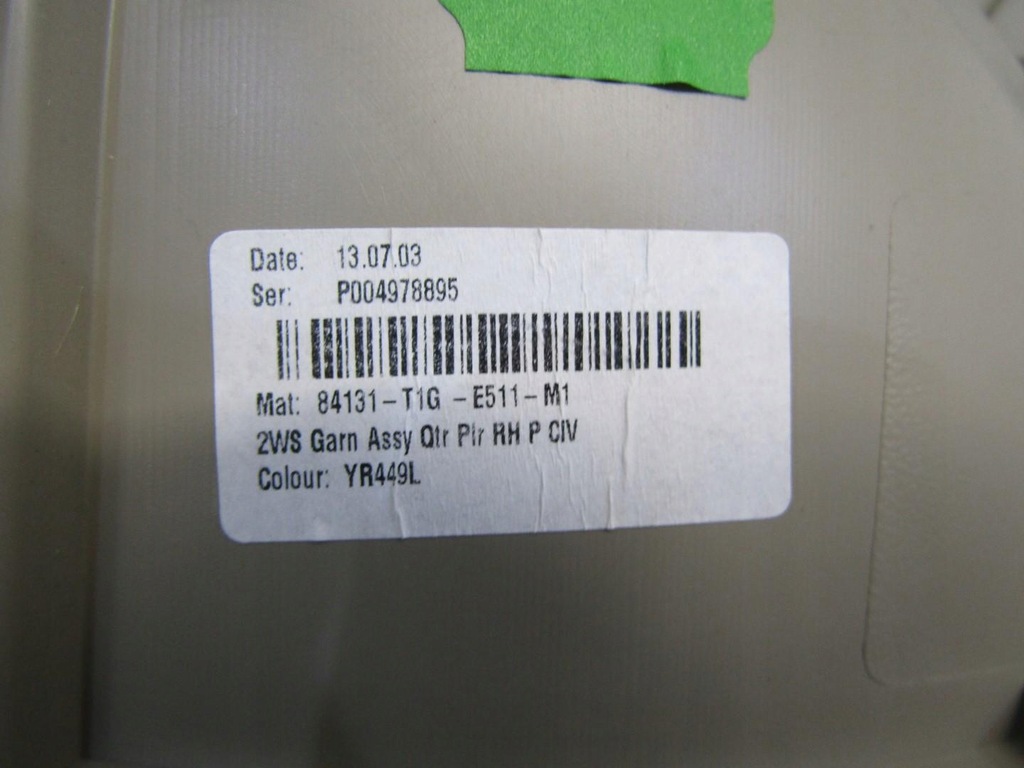 Date: 13.07.03
Ser: P004978895
Mat: 84131-T1G -E511-M1
2WS Garn Assy Qtr Plr RH P CIV
Colour: YR449L